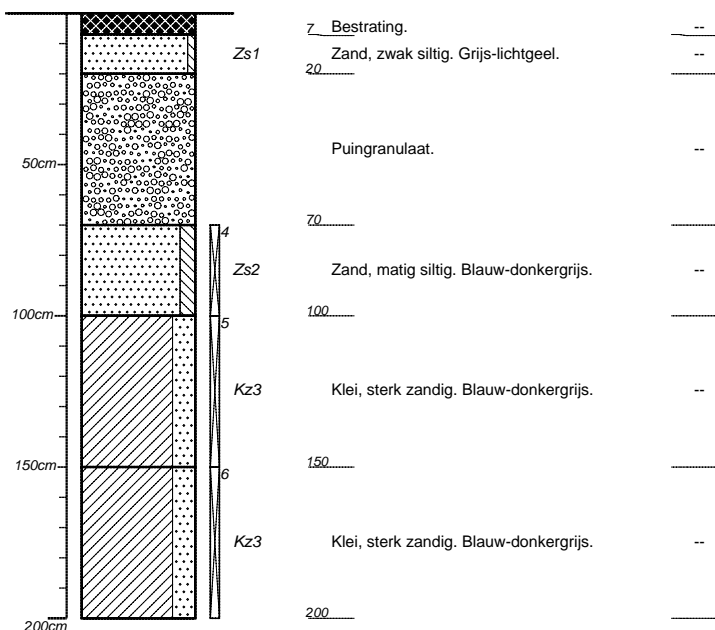 7 Bestrating. --
Zs1 Zand, zwak siltig. Grijs-lichtgeel. --
20
50cm Puingranulaat. --
70
4
Zs2 Zand, matig siltig. Blauw-donkergrijs. --
100cm 100
5
Kz3 Klei, sterk zandig. Blauw-donkergrijs. --
150cm 150
6
Kz3 Klei, sterk zandig. Blauw-donkergrijs. --
200
200cm